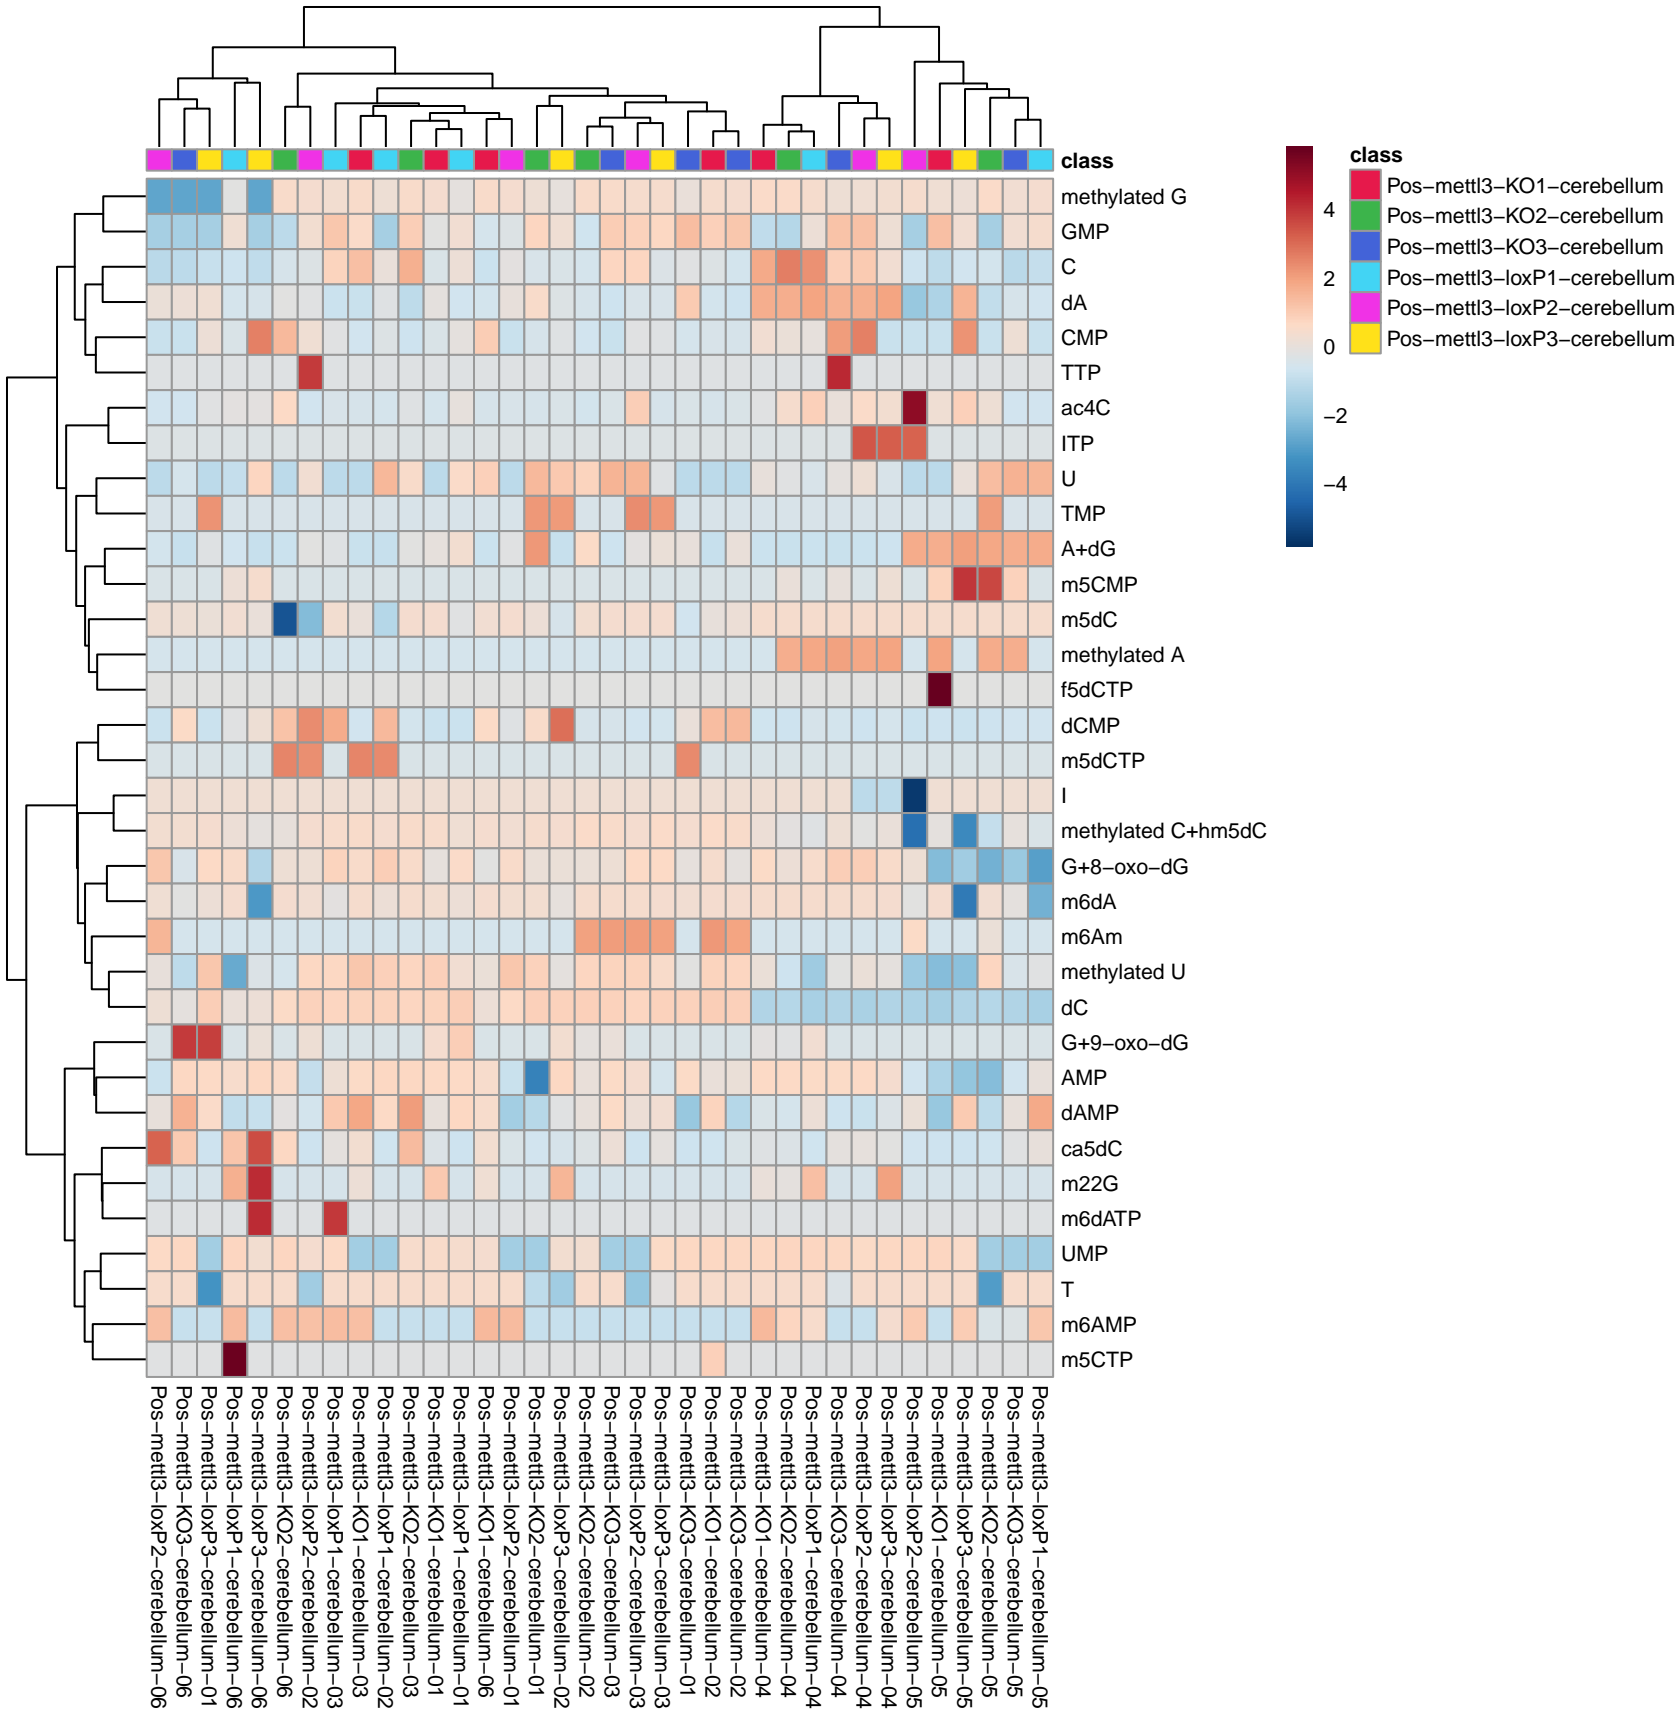 class
methylated G
GMP
C
dA
CMP
TTP
ac4C
ITP
U
TMP
A+dG
m5CMP
m5dC
methylated A
f5dCTP
dCMP
m5dCTP
I
methylated C+hm5dC
G+8−oxo−dG
m6dA
m6Am
methylated U
dC
G+9−oxo−dG
AMP
dAMP
ca5dC
m22G
m6dATP
UMP
T
m6AMP
m5CTP
4
2
0
−2
−4
class
Pos−mettl3−KO1−cerebellum
Pos−mettl3−KO2−cerebellum
Pos−mettl3−KO3−cerebellum
Pos−mettl3−loxP1−cerebellum
Pos−mettl3−loxP2−cerebellum
Pos−mettl3−loxP3−cerebellum
Pos−mettl3−loxP2−cerebellum−06
Pos−mettl3−KO3−cerebellum−06
Pos−mettl3−loxP3−cerebellum−01
Pos−mettl3−loxP1−cerebellum−06
Pos−mettl3−loxP3−cerebellum−06
Pos−mettl3−KO2−cerebellum−06
Pos−mettl3−loxP2−cerebellum−02
Pos−mettl3−loxP1−cerebellum−03
Pos−mettl3−KO1−cerebellum−03
Pos−mettl3−loxP1−cerebellum−02
Pos−mettl3−KO2−cerebellum−03
Pos−mettl3−KO1−cerebellum−01
Pos−mettl3−loxP1−cerebellum−01
Pos−mettl3−KO1−cerebellum−06
Pos−mettl3−loxP2−cerebellum−01
Pos−mettl3−KO2−cerebellum−01
Pos−mettl3−loxP3−cerebellum−02
Pos−mettl3−KO2−cerebellum−02
Pos−mettl3−KO3−cerebellum−03
Pos−mettl3−loxP2−cerebellum−03
Pos−mettl3−loxP3−cerebellum−03
Pos−mettl3−KO3−cerebellum−01
Pos−mettl3−KO1−cerebellum−02
Pos−mettl3−KO3−cerebellum−02
Pos−mettl3−KO1−cerebellum−04
Pos−mettl3−KO2−cerebellum−04
Pos−mettl3−loxP1−cerebellum−04
Pos−mettl3−KO3−cerebellum−04
Pos−mettl3−loxP2−cerebellum−04
Pos−mettl3−loxP3−cerebellum−04
Pos−mettl3−loxP2−cerebellum−05
Pos−mettl3−KO1−cerebellum−05
Pos−mettl3−loxP3−cerebellum−05
Pos−mettl3−KO2−cerebellum−05
Pos−mettl3−KO3−cerebellum−05
Pos−mettl3−loxP1−cerebellum−05